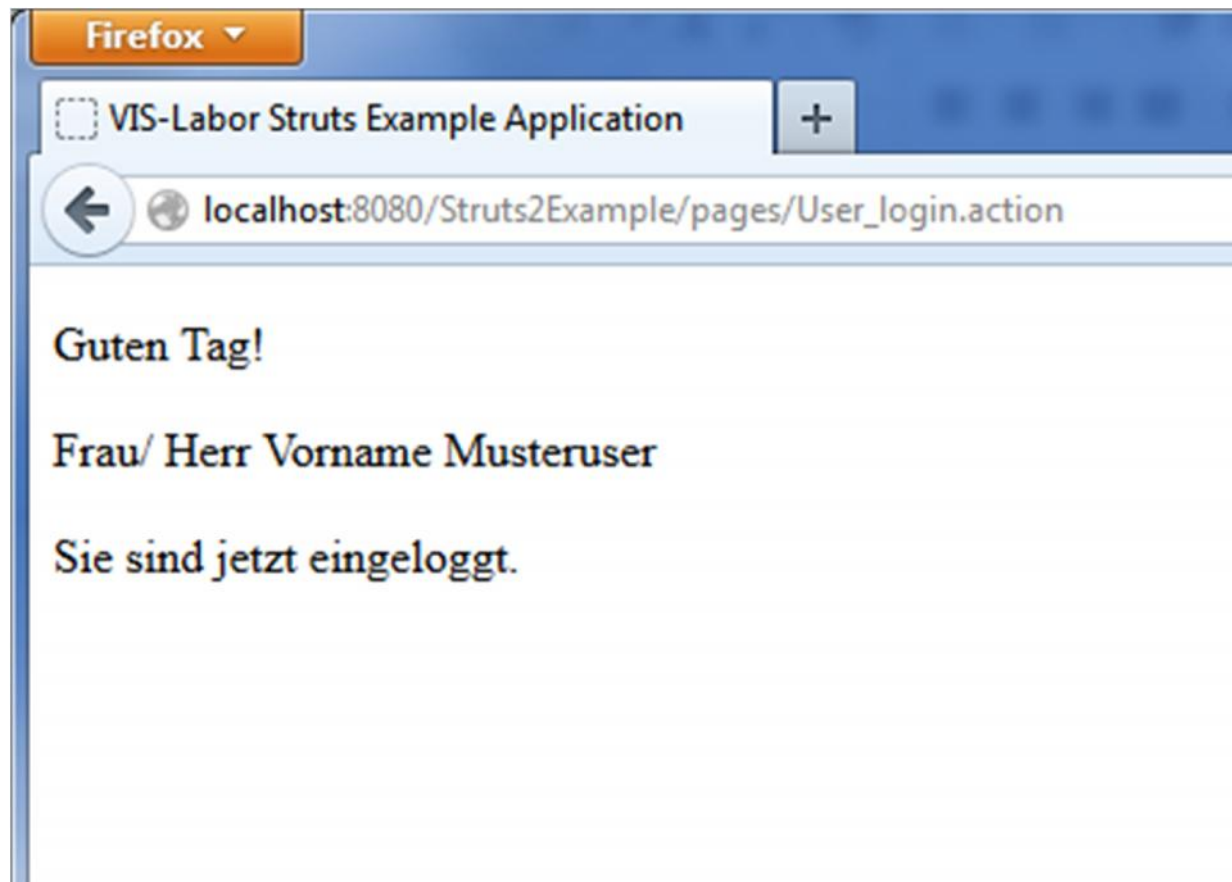 Firefox
VIS-Labor Struts Example Application
localhost:8080/Struts2Example/pages/User_login.action
Guten Tag!
Frau/ Herr Vorname Musteruser
Sie sind jetzt eingeloggt.